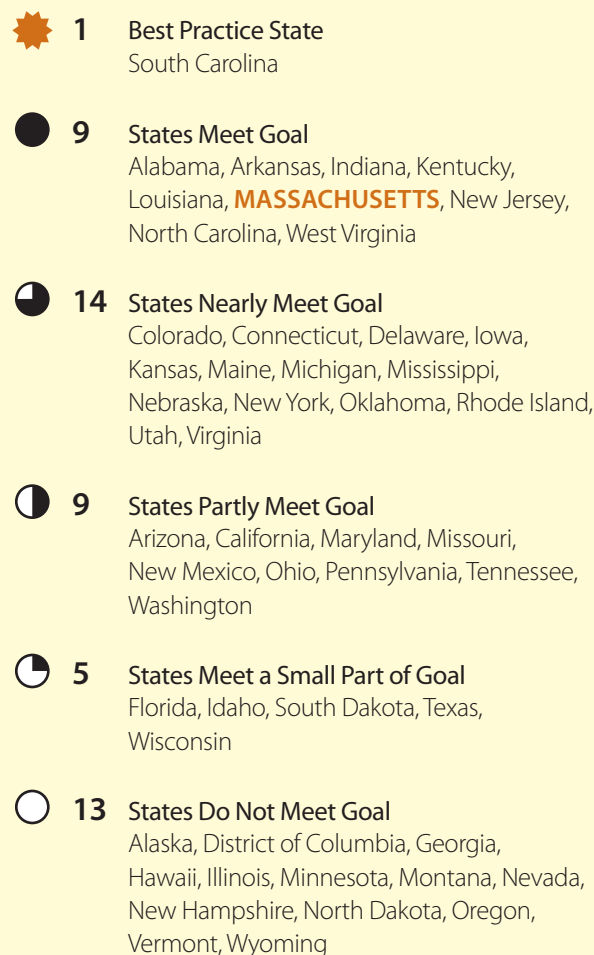 1 Best Practice State
South Carolina
9 States Meet Goal
Alabama, Arkansas, Indiana, Kentucky,
Louisiana, MASSACHUSETTS, New Jersey,
North Carolina, West Virginia
14 States Nearly Meet Goal
Colorado, Connecticut, Delaware, Iowa,
Kansas, Maine, Michigan, Mississippi,
Nebraska, New York, Oklahoma, Rhode Island,
Utah, Virginia
9 States Partly Meet Goal
Arizona, California, Maryland, Missouri,
New Mexico, Ohio, Pennsylvania, Tennessee,
Washington
5 States Meet a Small Part of Goal
Florida, Idaho, South Dakota, Texas,
Wisconsin
13 States Do Not Meet Goal
Alaska, District of Columbia, Georgia,
Hawaii, Illinois, Minnesota, Montana, Nevada,
New Hampshire, North Dakota, Oregon,
Vermont, Wyoming